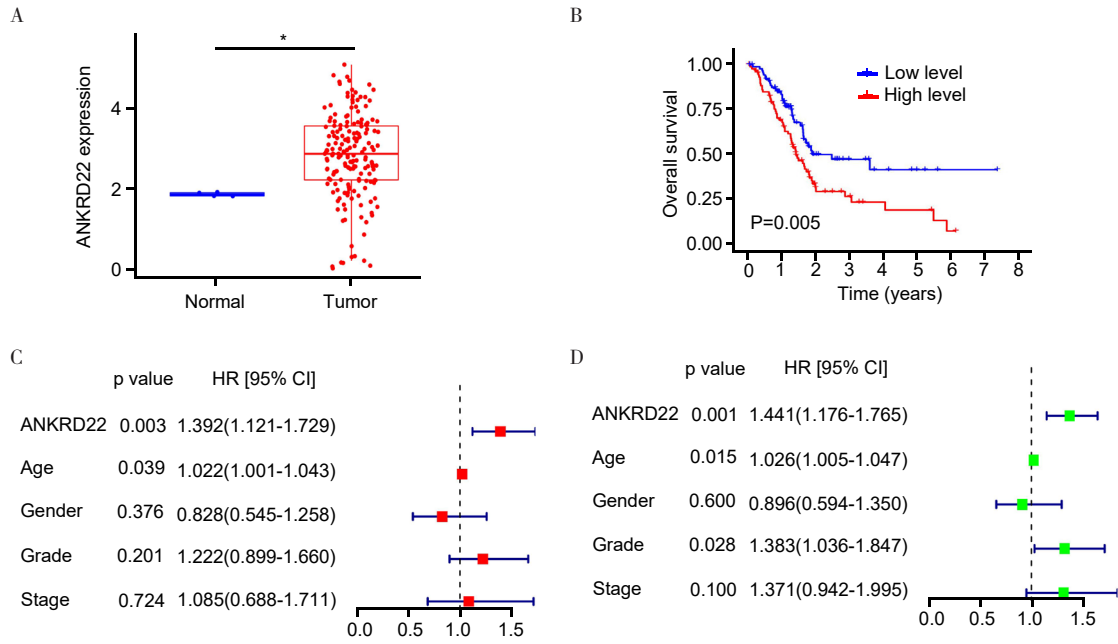 A
*
ANKRD22 expression
4
2
0
Normal Tumor
B
Overall survival
1.00
0.75
0.50
0.25
0.00
Low level
High level
P=0.005
0 1 2 3 4 5 6 7 8
Time (years)
C
p value HR [95% CI]
ANKRD22 0.003 1.392(1.121-1.729)
Age 0.039 1.022(1.001-1.043)
Gender 0.376 0.828(0.545-1.258)
Grade 0.201 1.222(0.899-1.660)
Stage 0.724 1.085(0.688-1.711)
0.0 0.5 1.0 1.5
D
p value HR [95% CI]
ANKRD22 0.001 1.441(1.176-1.765)
Age 0.015 1.026(1.005-1.047)
Gender 0.600 0.896(0.594-1.350)
Grade 0.028 1.383(1.036-1.847)
Stage 0.100 1.371(0.942-1.995)
0.0 0.5 1.0 1.5